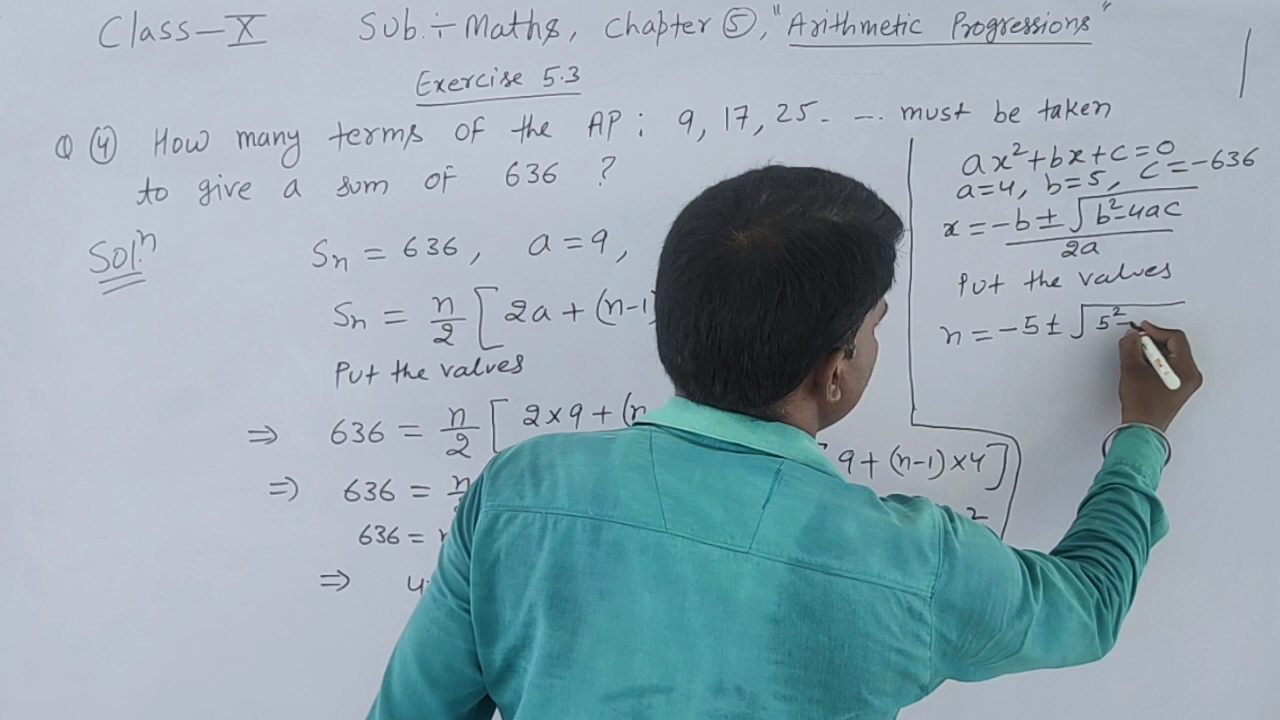 Class-X Sub.:- Maths, Chapter ⑤, "Arithmetic Progressions"
Exercise 5.3
Q ④ How many terms of the AP : 9, 17, 25- -... must be taken
to give a sum of 636 ?
Sol.ⁿ
Sn = 636, a = 9,
Sn = n/2 [ 2a + (n-1)
Put the values
⇒ 636 = n/2 [ 2×9 + (n
⇒ 636 = n
636 = n
⇒ 4
9 + (n-1) × 4]
2
ax² + bx + c = 0
a = 4, b = 5, c = -636
x = -b ± √b²-4ac / 2a
Put the values
n = -5 ± √5² -